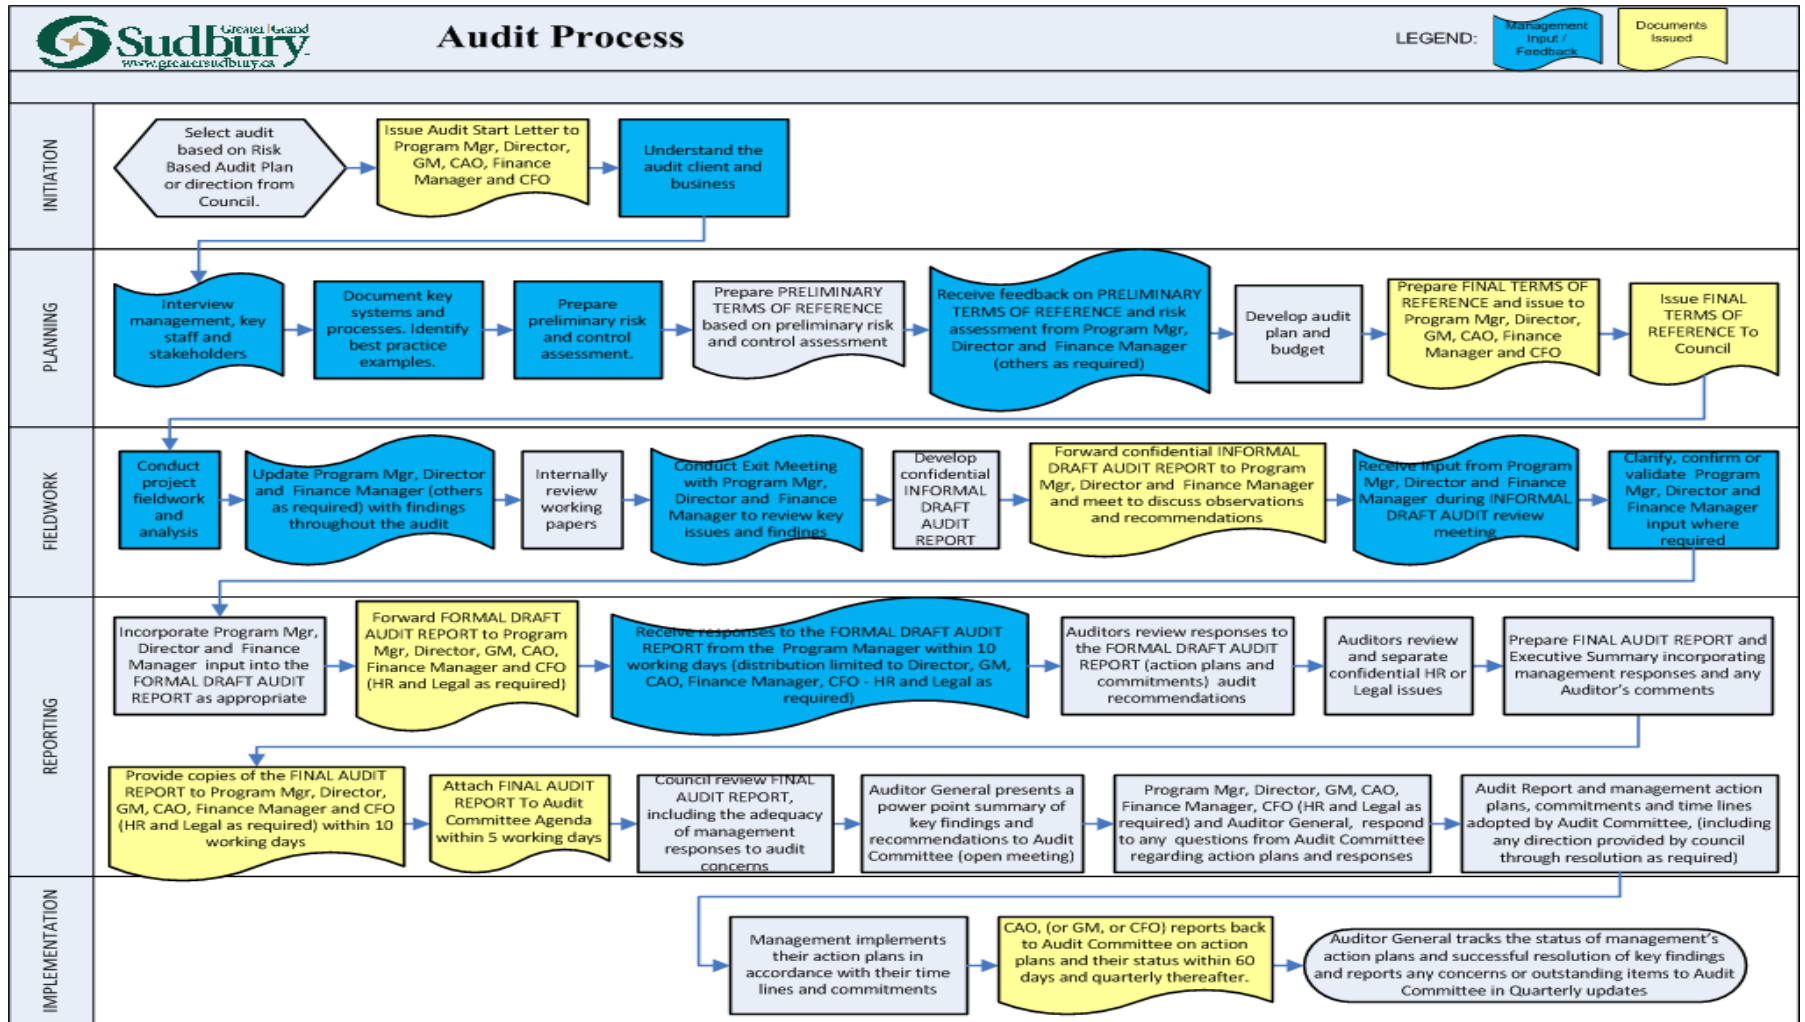 Greater | Grand
Sudbury
www.greatersudbury.ca
Audit Process
LEGEND:
Management
Input /
Feedback
Documents
Issued
INITIATION
Select audit
based on Risk
Based Audit Plan
or direction from
Council.
Issue Audit Start Letter to
Program Mgr, Director,
GM, CAO, Finance
Manager and CFO
Understand the
audit client and
business
PLANNING
Interview
management, key
staff and
stakeholders
Document key
systems and
processes. Identify
best practice
examples.
Prepare
preliminary risk
and control
assessment.
Prepare PRELIMINARY
TERMS OF REFERENCE
based on preliminary risk
and control assessment
Receive feedback on PRELIMINARY
TERMS OF REFERENCE and risk
assessment from Program Mgr,
Director and Finance Manager
(others as required)
Develop audit
plan and
budget
Prepare FINAL TERMS OF
REFERENCE and issue to
Program Mgr, Director,
GM, CAO, Finance
Manager and CFO
Issue FINAL
TERMS OF
REFERENCE To
Council
FIELDWORK
Conduct
project
fieldwork
and
analysis
Update Program Mgr, Director
and Finance Manager (others
as required) with findings
throughout the audit
Internally
review
working
papers
Conduct Exit Meeting
with Program Mgr,
Director and Finance
Manager to review key
issues and findings
Develop
confidential
INFORMAL
DRAFT
AUDIT
REPORT
Forward confidential INFORMAL
DRAFT AUDIT REPORT to Program
Mgr, Director and Finance Manager
and meet to discuss observations
and recommendations
Receive Input from Program
Mgr, Director and Finance
Manager during INFORMAL
DRAFT AUDIT review
meeting
Clarify, confirm or
validate Program
Mgr, Director and
Finance Manager
input where
required
REPORTING
Incorporate Program Mgr,
Director and Finance
Manager input into the
FORMAL DRAFT AUDIT
REPORT as appropriate
Forward FORMAL DRAFT
AUDIT REPORT to Program
Mgr, Director, GM, CAO,
Finance Manager and CFO
(HR and Legal as required)
Receive responses to the FORMAL DRAFT AUDIT
REPORT from the Program Manager within 10
working days (distribution limited to Director, GM,
CAO, Finance Manager, CFO - HR and Legal as
required)
Auditors review responses to
the FORMAL DRAFT AUDIT
REPORT (action plans and
commitments) audit
recommendations
Auditors review
and separate
confidential HR or
Legal issues
Prepare FINAL AUDIT REPORT and
Executive Summary incorporating
management responses and any
Auditor's comments
Provide copies of the FINAL AUDIT
REPORT to Program Mgr, Director,
GM, CAO, Finance Manager and CFO
(HR and Legal as required) within 10
working days
Attach FINAL AUDIT
REPORT To Audit
Committee Agenda
within 5 working days
Council review FINAL
AUDIT REPORT,
including the adequacy
of management
responses to audit
concerns
Auditor General presents a
power point summary of
key findings and
recommendations to Audit
Committee (open meeting)
Program Mgr, Director, GM, CAO,
Finance Manager, CFO (HR and Legal as
required) and Auditor General, respond
to any questions from Audit Committee
regarding action plans and responses
Audit Report and management action
plans, commitments and time lines
adopted by Audit Committee, (including
any direction provided by council
through resolution as required)
IMPLEMENTATION
Management implements
their action plans in
accordance with their time
lines and commitments
CAO, (or GM, or CFO) reports back
to Audit Committee on action
plans and their status within 60
days and quarterly thereafter.
Auditor General tracks the status of management's
action plans and successful resolution of key findings
and reports any concerns or outstanding items to Audit
Committee in Quarterly updates